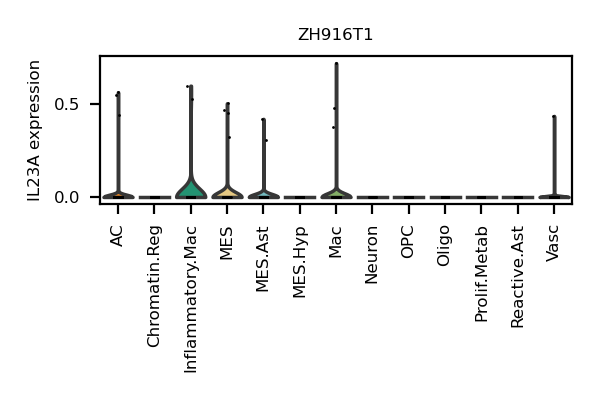 ZH916T1
IL23A expression
0.5
0.0
AC
Chromatin.Reg
Inflammatory.Mac
MES
MES.Ast
MES.Hyp
Mac
Neuron
OPC
Oligo
Prolif.Metab
Reactive.Ast
Vasc